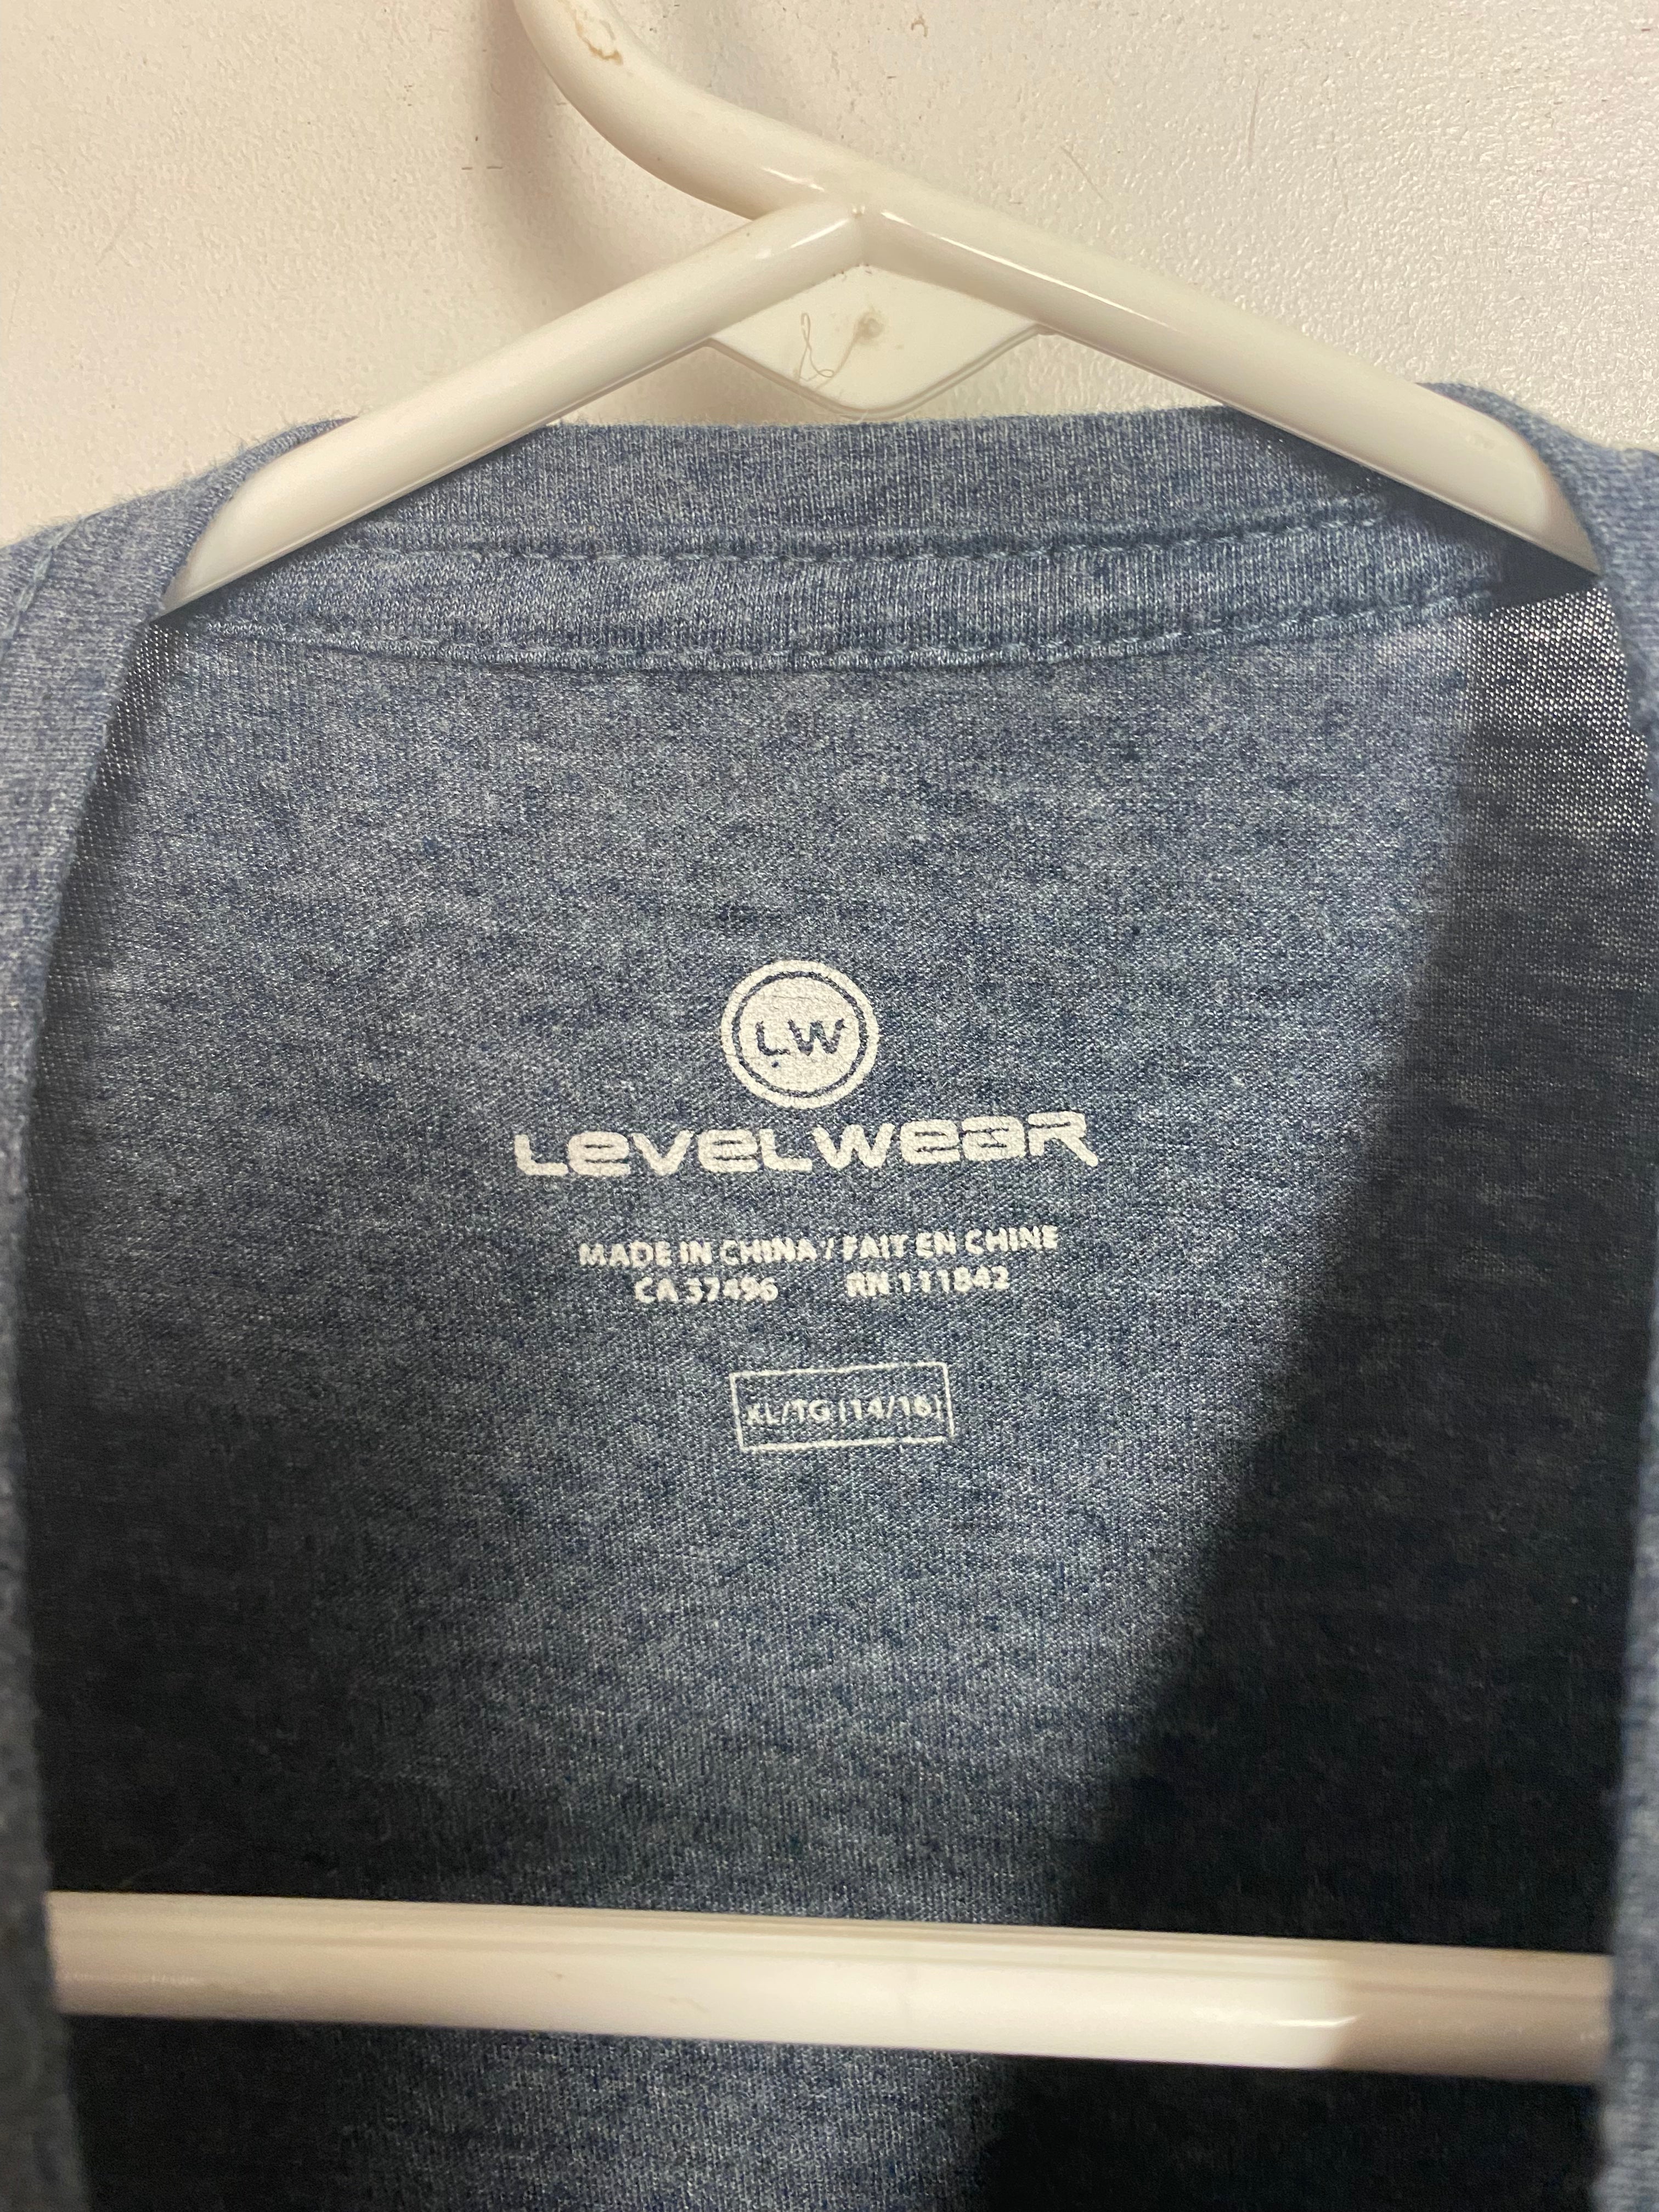 LW
LEVELWEAR
MADE IN CHINA / FAIT EN CHINE
CA 37496 RN 111842
XL/TG (14/16)